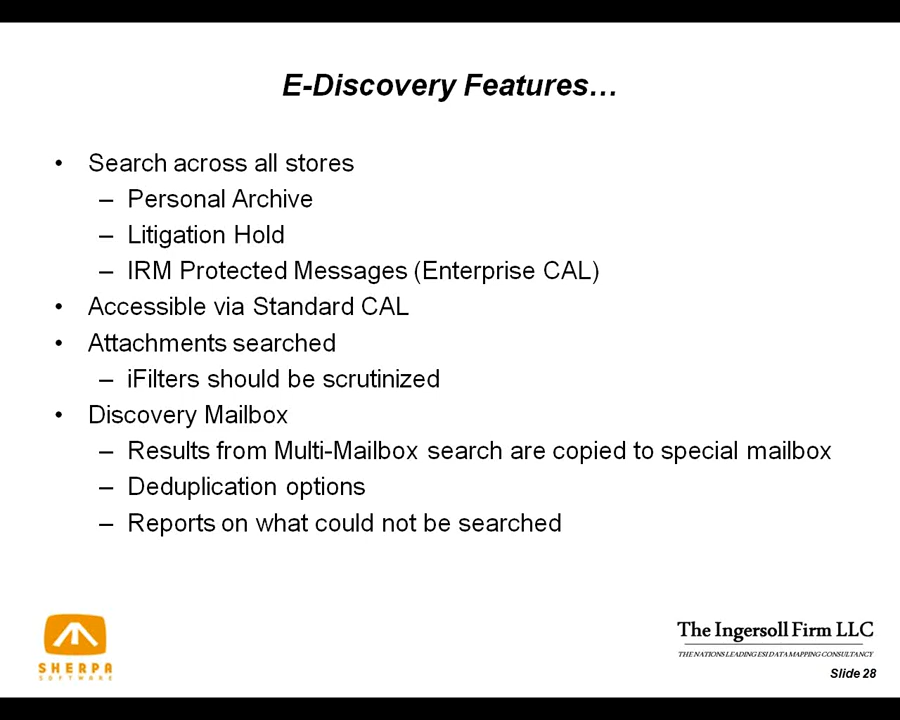 E-Discovery Features…
• Search across all stores
– Personal Archive
– Litigation Hold
– IRM Protected Messages (Enterprise CAL)
• Accessible via Standard CAL
• Attachments searched
– iFilters should be scrutinized
• Discovery Mailbox
– Results from Multi-Mailbox search are copied to special mailbox
– Deduplication options
– Reports on what could not be searched
SHERPA
SOFTWARE
The Ingersoll Firm LLC
THE NATIONS LEADING ESI DATA MAPPING CONSULTANCY
Slide 28